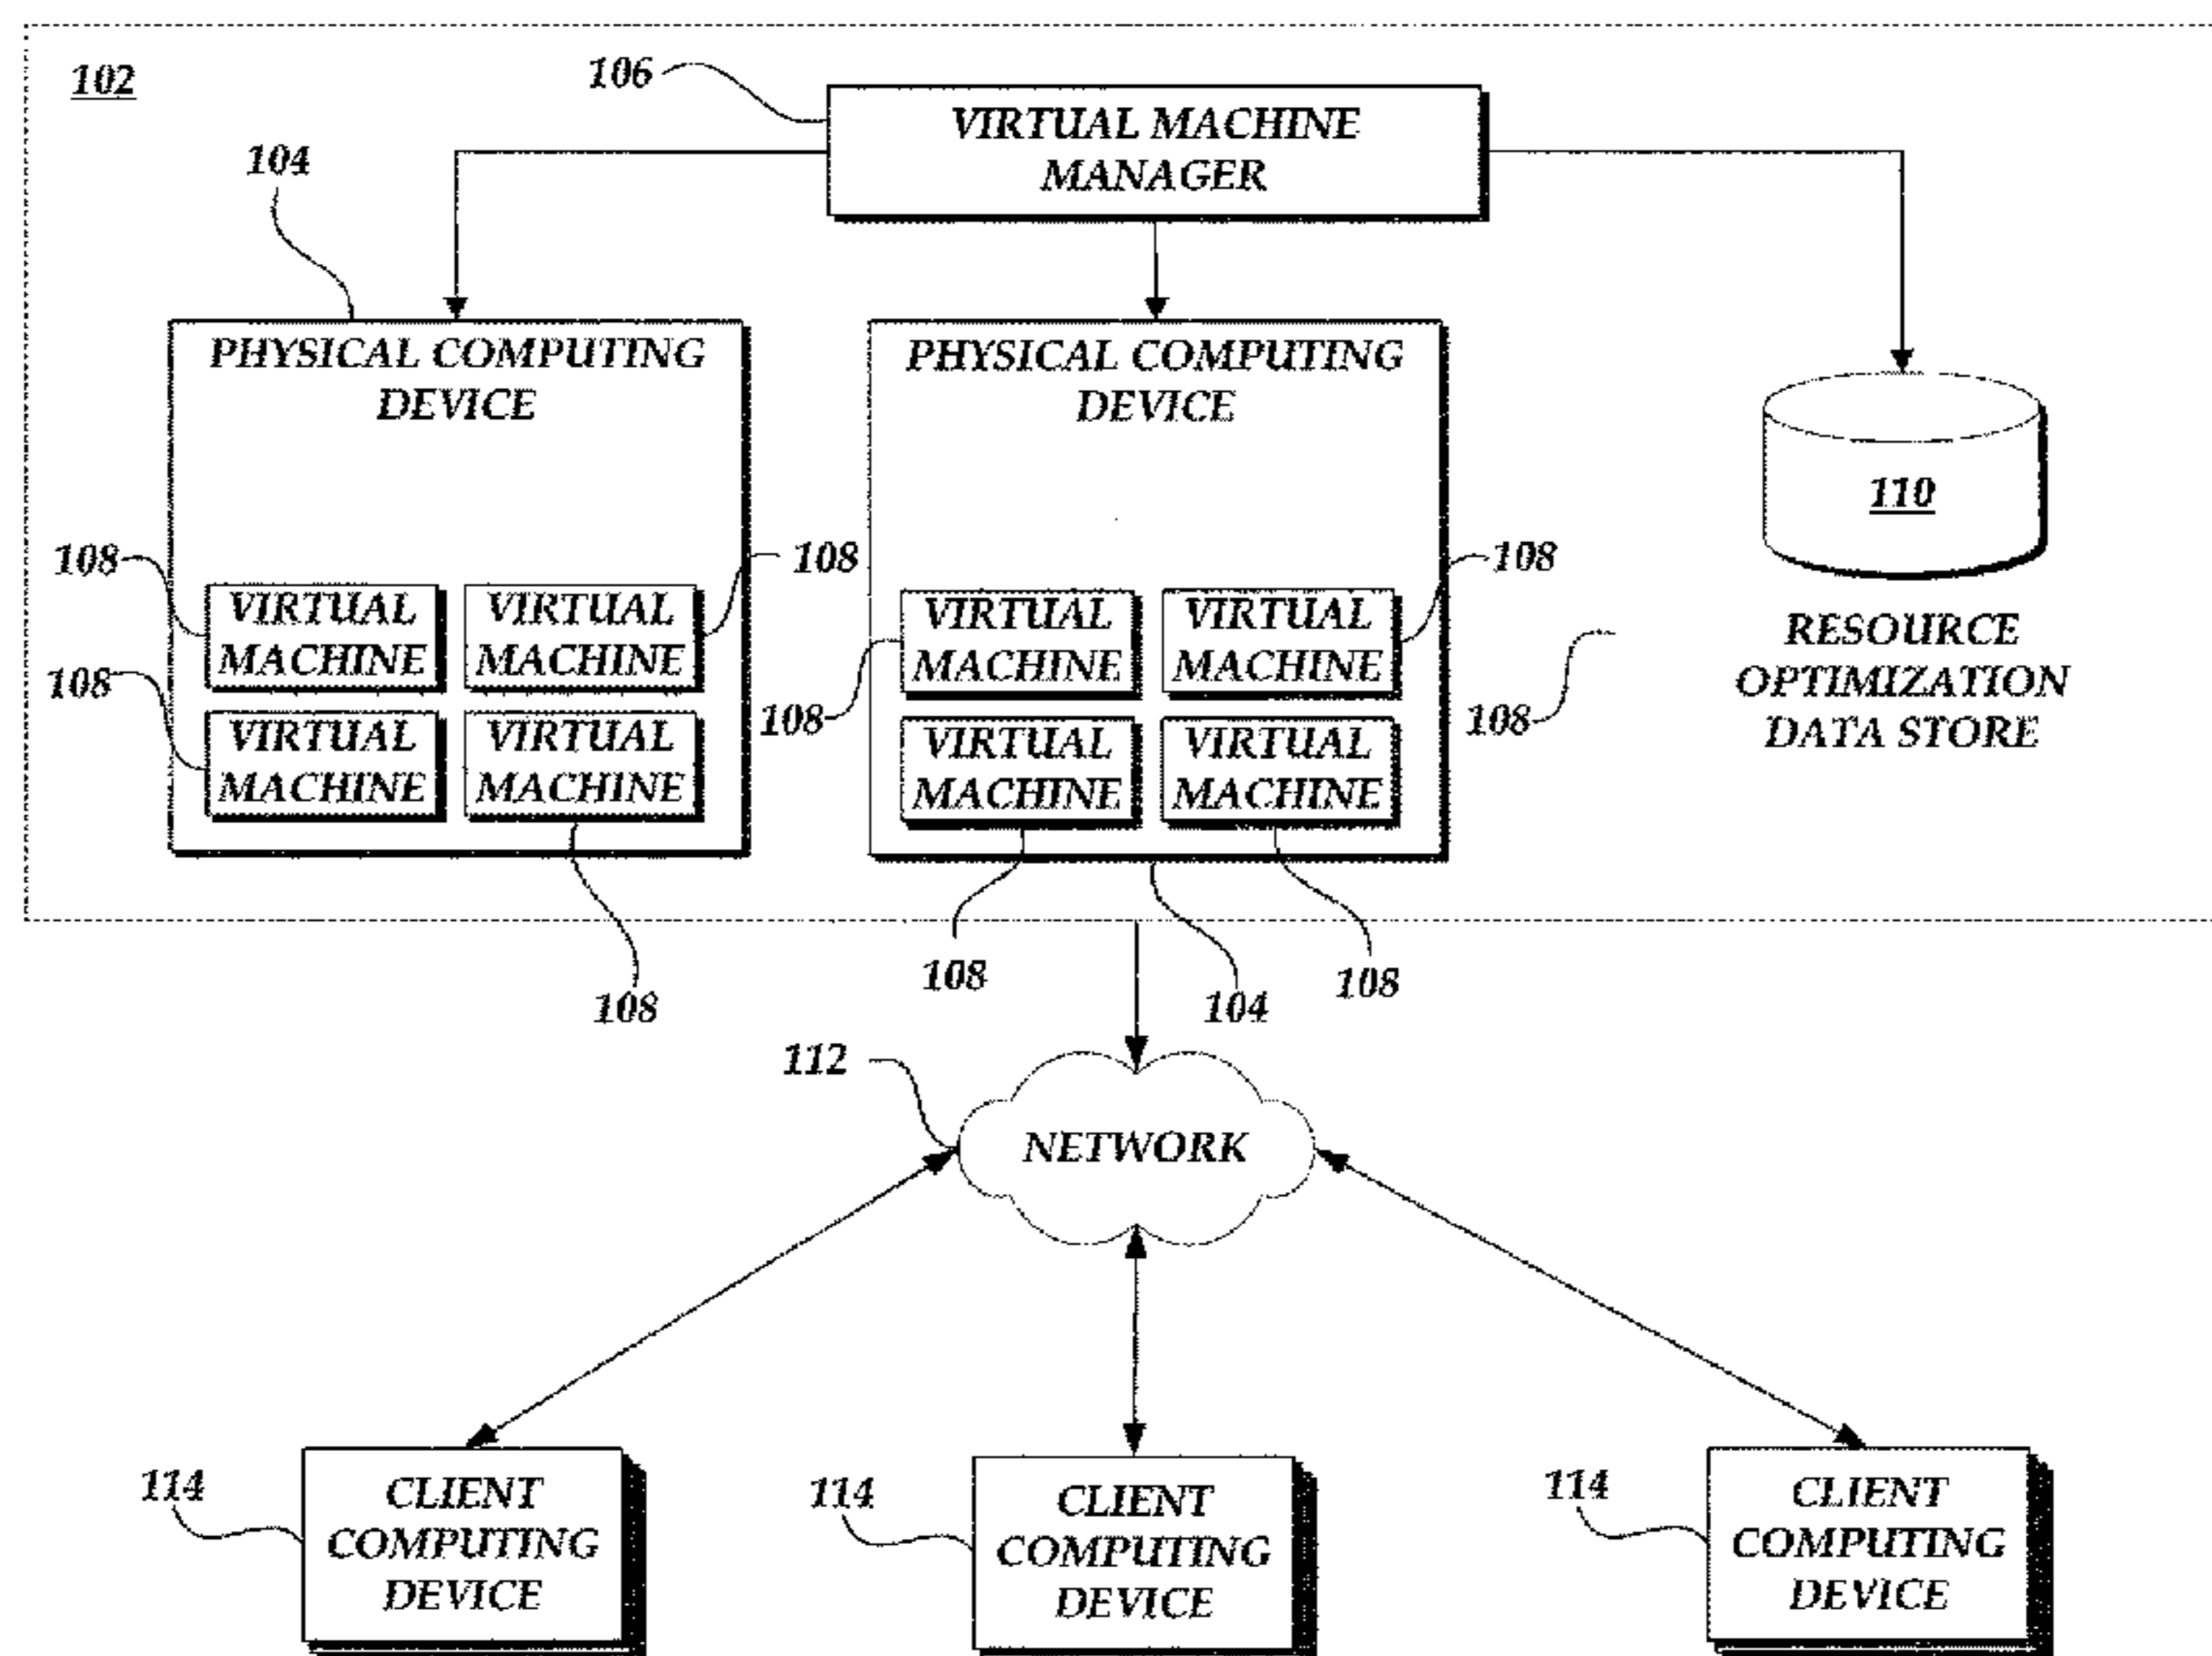 102
106
VIRTUAL MACHINE
MANAGER
104
PHYSICAL COMPUTING
DEVICE
PHYSICAL COMPUTING
DEVICE
110
108
108
108
VIRTUAL
MACHINE
VIRTUAL
MACHINE
VIRTUAL
MACHINE
VIRTUAL
MACHINE
RESOURCE
OPTIMIZATION
DATA STORE
108
108
108
VIRTUAL
MACHINE
VIRTUAL
MACHINE
VIRTUAL
MACHINE
VIRTUAL
MACHINE
108
108
104
108
112
NETWORK
114
CLIENT
COMPUTING
DEVICE
114
CLIENT
COMPUTING
DEVICE
114
CLIENT
COMPUTING
DEVICE